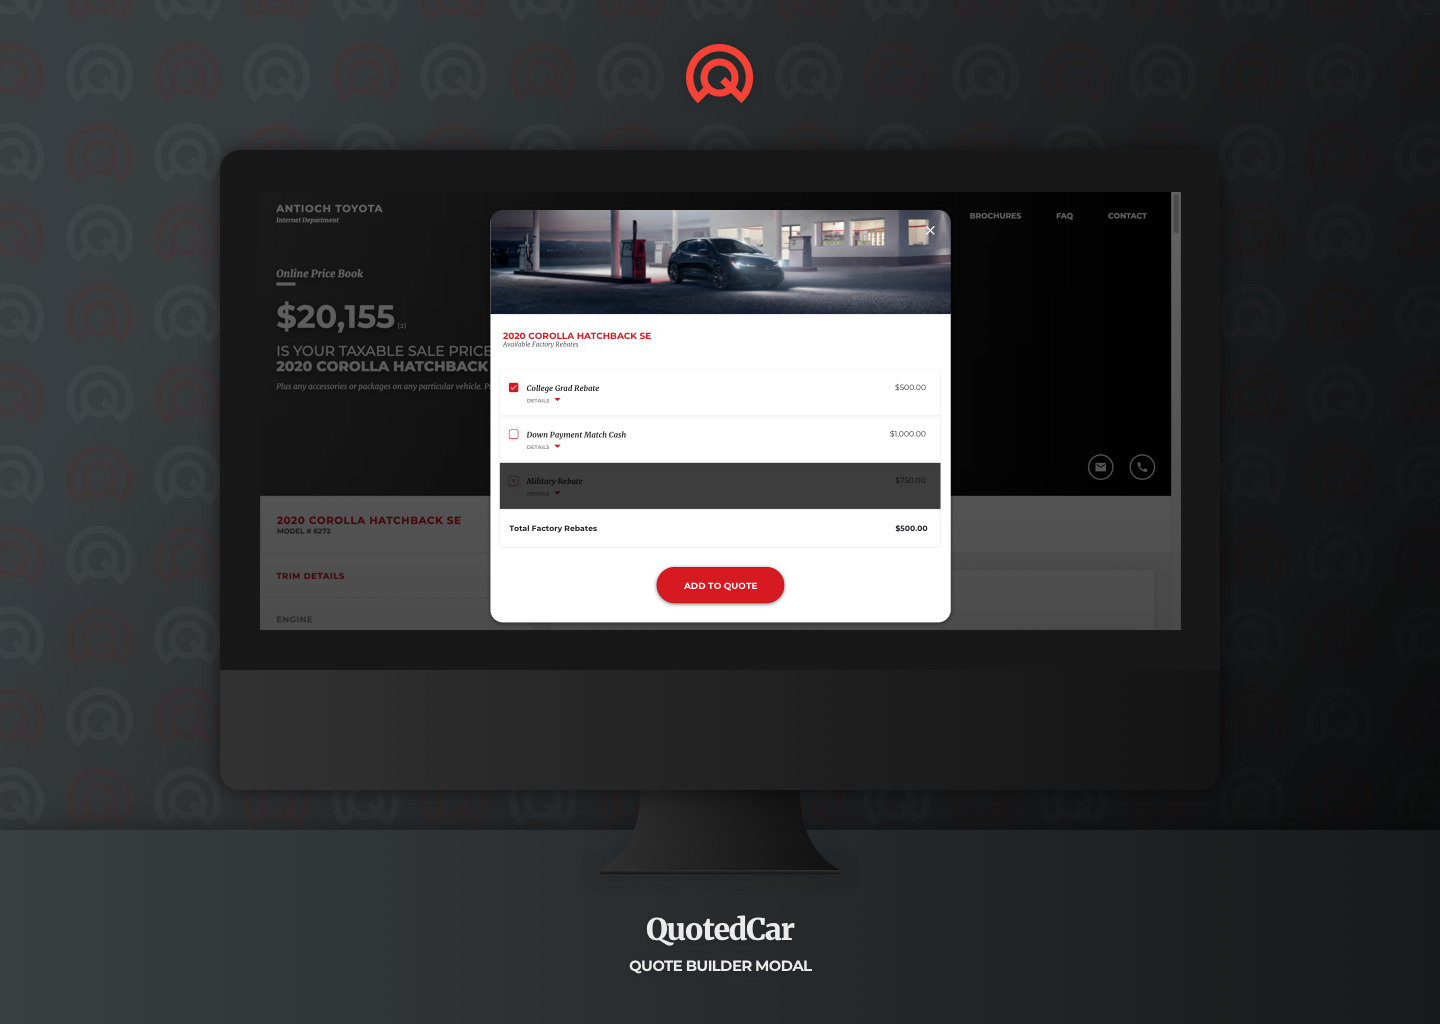 ANTIOCH TOYOTA
Internet Department
BROCHURES FAQ CONTACT
Online Price Book
$20,155 [1]
IS YOUR TAXABLE SALE PRICE
2020 COROLLA HATCHBACK
Plus any accessories or packages on any particular vehicle.
2020 COROLLA HATCHBACK SE
MODEL # 6272
TRIM DETAILS
ENGINE
2020 COROLLA HATCHBACK SE
Available Factory Rebates
College Grad Rebate $500.00
DETAILS
Down Payment Match Cash $1,000.00
DETAILS
Military Rebate $750.00
DETAILS
Total Factory Rebates $500.00
ADD TO QUOTE
QuotedCar
QUOTE BUILDER MODAL